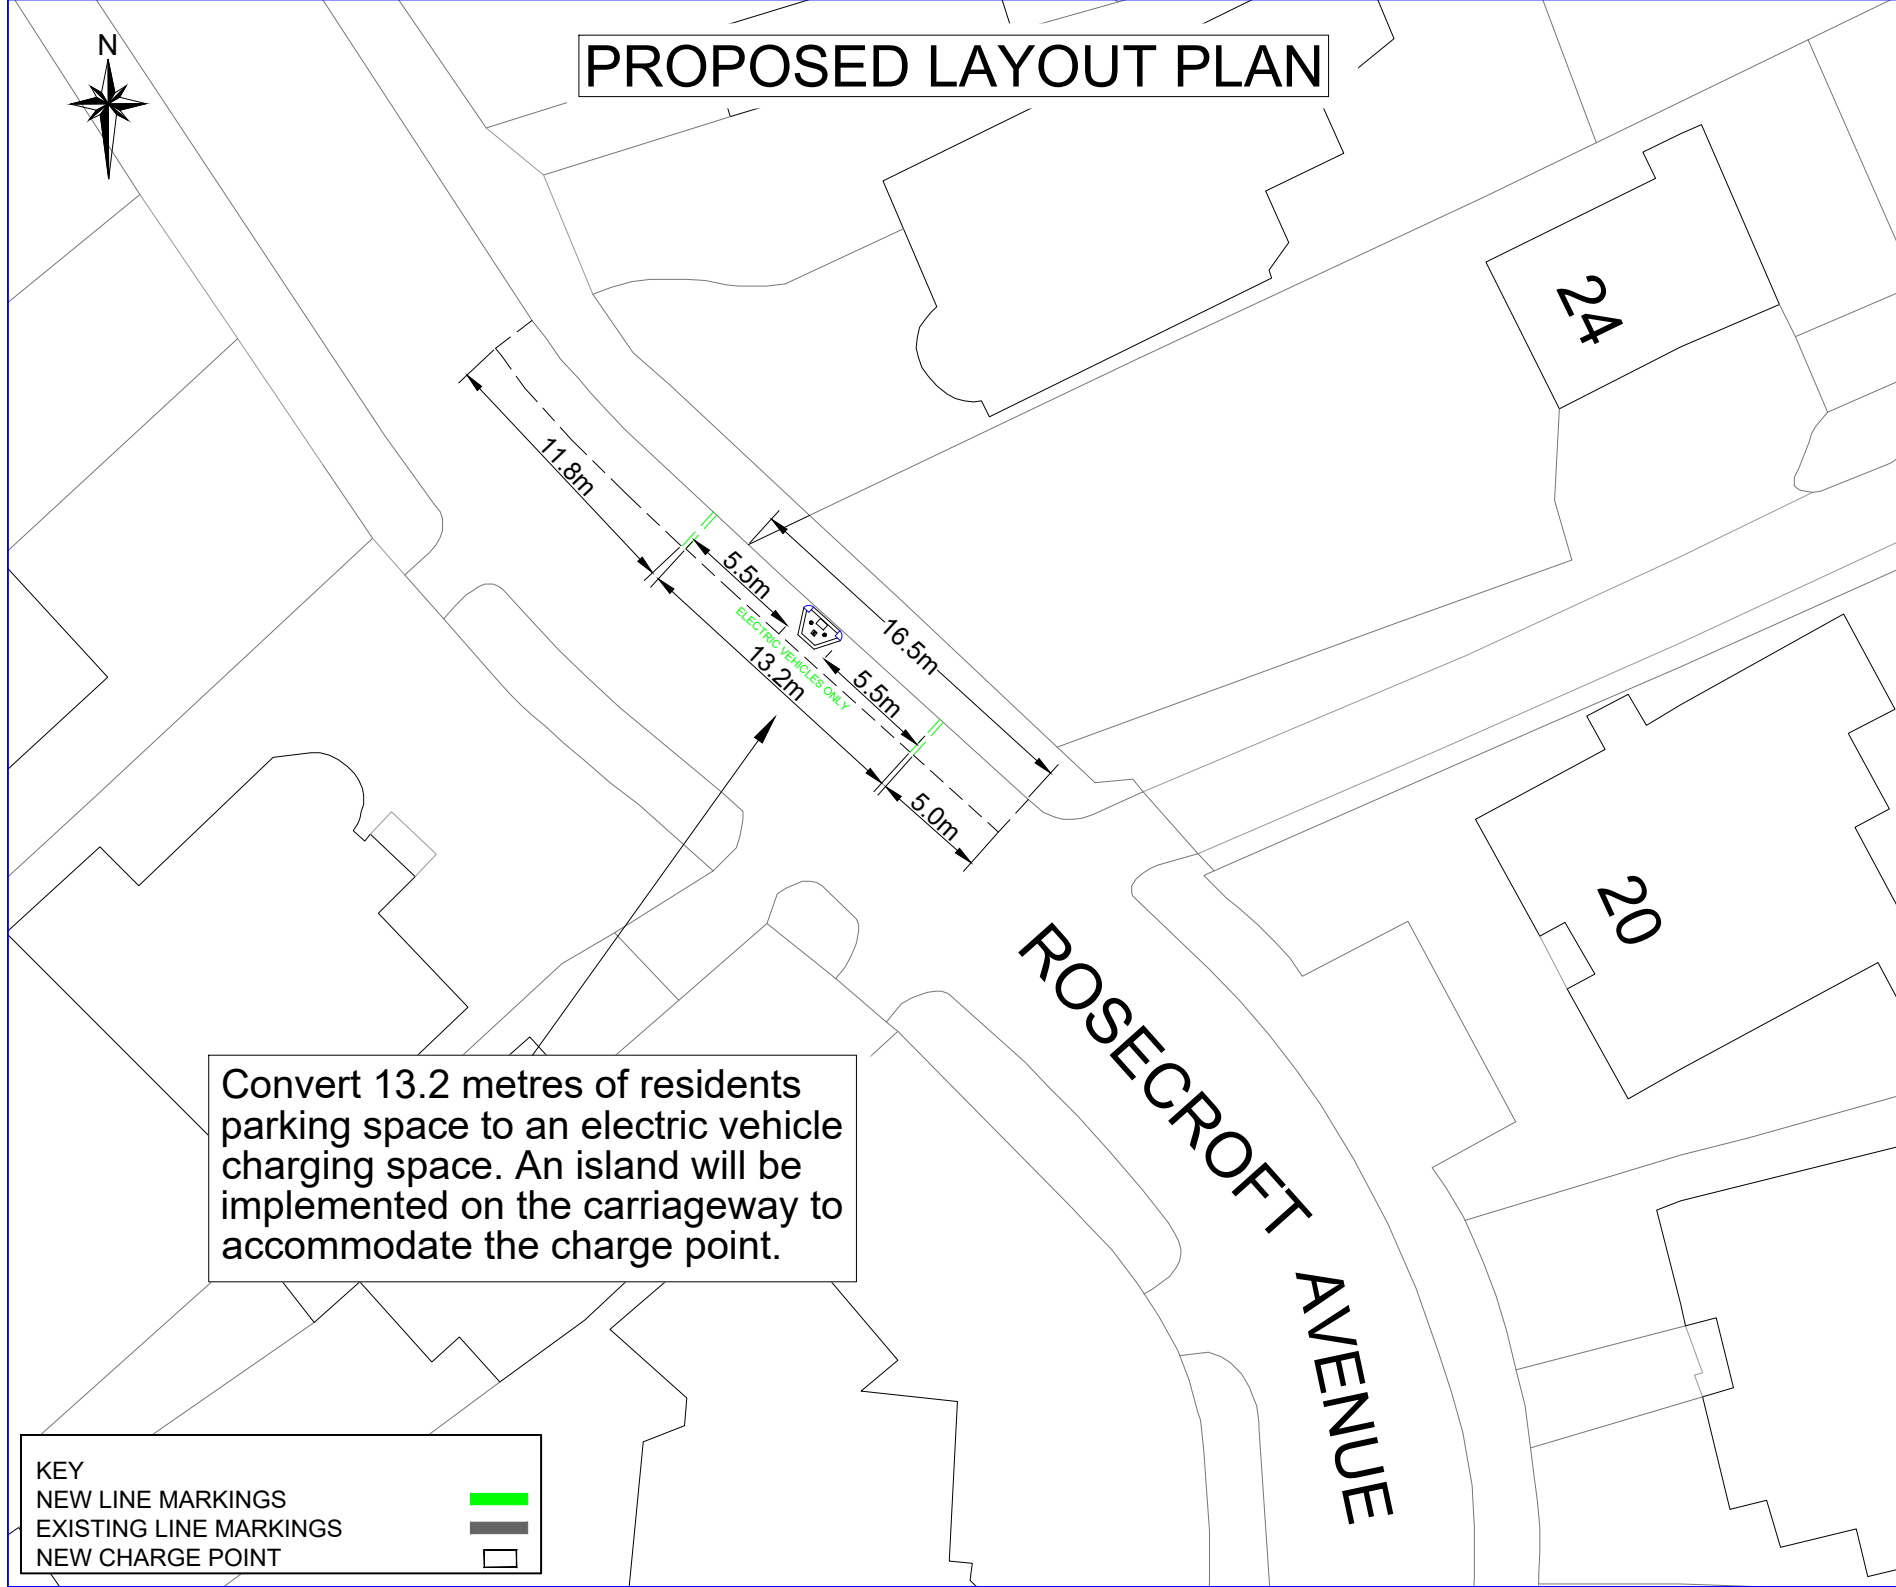 N
PROPOSED LAYOUT PLAN
24
11.8m
5.5m
16.5m
ELECTRIC VEHICLES ONLY
13.2m
5.5m
5.0m
20
ROSECROFT AVENUE
Convert 13.2 metres of residents
parking space to an electric vehicle
charging space. An island will be
implemented on the carriageway to
accommodate the charge point.
KEY
NEW LINE MARKINGS
EXISTING LINE MARKINGS
NEW CHARGE POINT